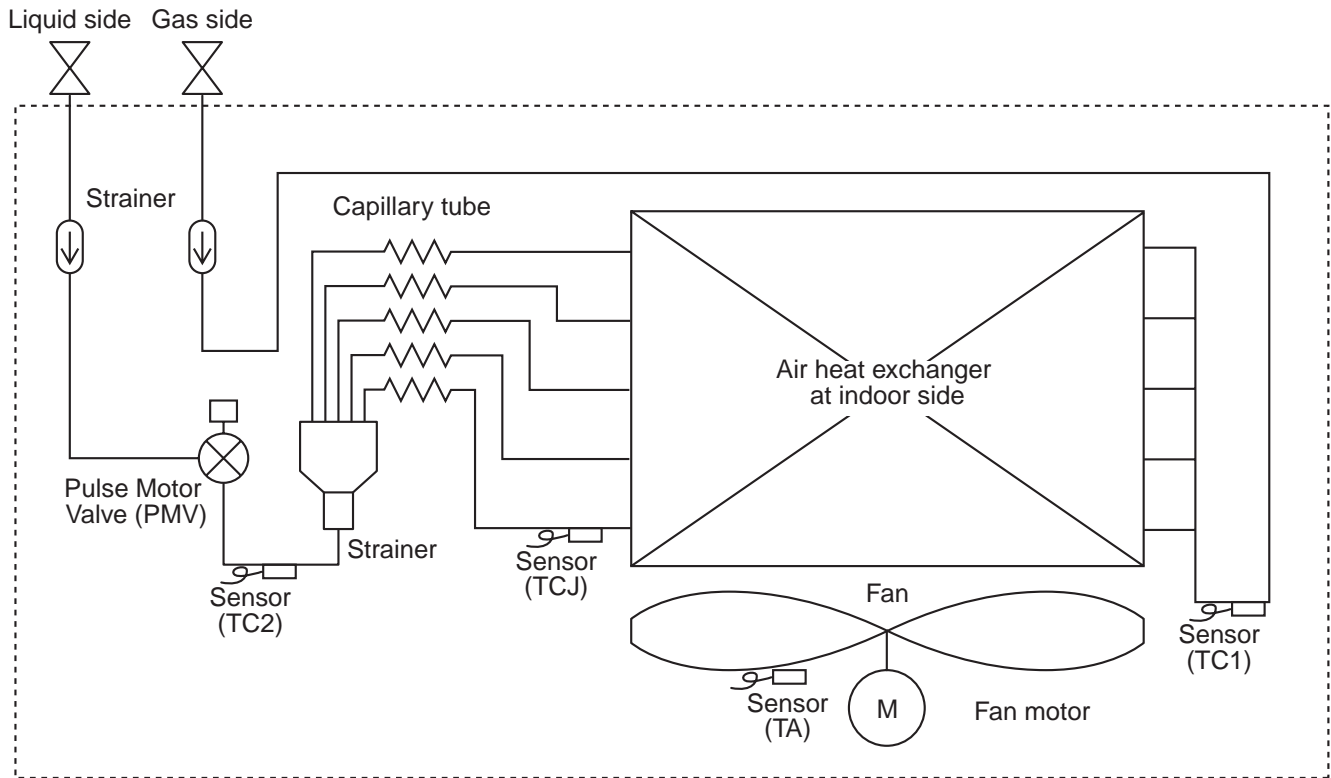 Liquid side
Gas side
Strainer
Capillary tube
Air heat exchanger
at indoor side
Pulse Motor
Valve (PMV)
Strainer
Sensor
(TCJ)
Sensor
(TC2)
Fan
Sensor
(TC1)
Sensor
(TA)
M
Fan motor